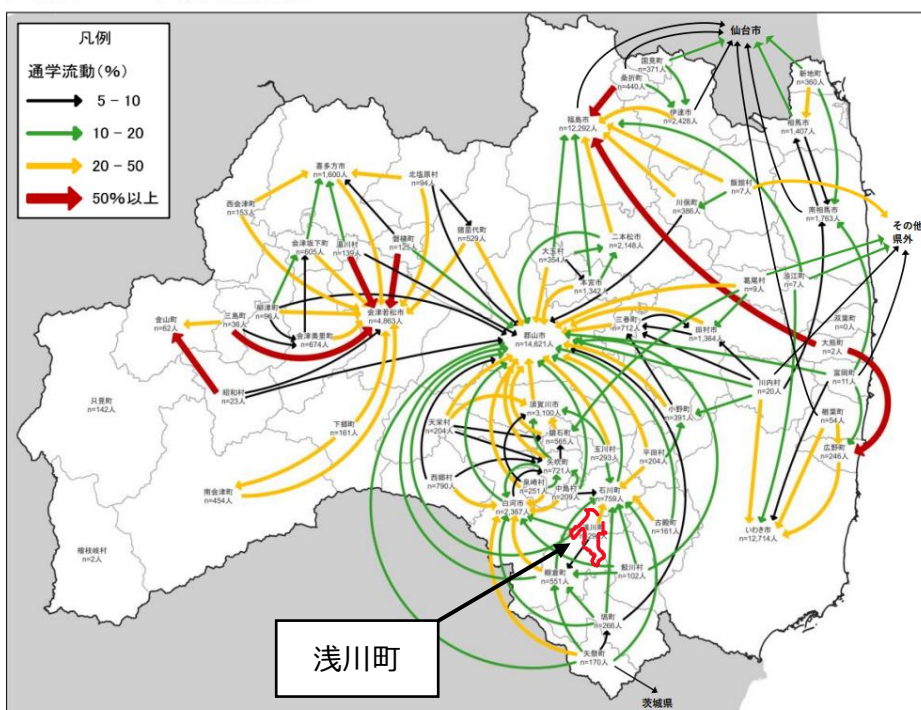 凡例
通学流動(%)
5－10
10－20
20－50
50%以上
仙台市
国見町
n=371人
桑折町
n=440人
新地町
n=360人
伊達市
n=2,428人
福島市
n=12,292人
相馬市
n=1,407人
喜多方市
n=1,600人
北塩原村
n=94人
飯舘村
n=7人
西会津町
n=153人
川俣町
n=386人
南相馬市
n=1,763人
その他
県外
猪苗代町
n=529人
会津坂下町
n=605人
湯川村
n=139人
磐梯町
二本松市
n=2,148人
大玉村
n=354人
本宮市
n=1,342人
葛尾村
n=9人
浪江町
n=7人
柳津町
n=96人
三島町
n=36人
金山町
n=62人
会津若松市
n=4,863人
会津美里町
n=674人
郡山市
n=14,621人
三春町
n=712人
田村市
n=1,364人
双葉町
n=0人
大熊町
n=2人
富岡町
n=11人
川内村
n=20人
昭和村
n=23人
只見町
n=142人
楢葉町
n=54人
広野町
n=246人
下郷町
n=161人
須賀川市
n=3,100人
天栄村
n=204人
鏡石町
n=565人
小野町
n=391人
矢吹町
n=721人
玉川村
n=293人
平田村
n=204人
西郷村
n=790人
泉崎村
n=251人
中島村
n=209人
石川町
n=759人
南会津町
n=454人
白河市
n=2,367人
古殿町
n=161人
いわき市
n=12,714人
檜枝岐村
n=2人
棚倉町
n=551人
鮫川村
n=102人
塙町
n=266人
浅川町
矢祭町
n=170人
茨城県